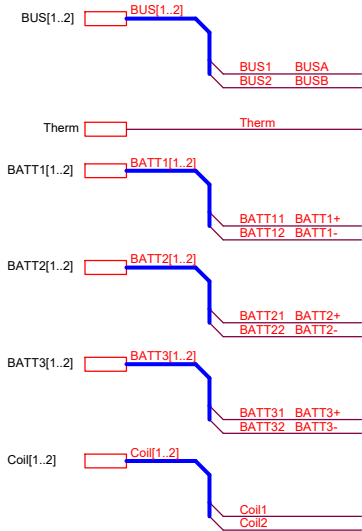 BUS[1..2] BUS[1..2]
BUS1 BUSA
BUS2 BUSB
Therm Therm
BATT1[1..2] BATT1[1..2]
BATT11 BATT1+
BATT12 BATT1-
BATT2[1..2] BATT2[1..2]
BATT21 BATT2+
BATT22 BATT2-
BATT3[1..2] BATT3[1..2]
BATT31 BATT3+
BATT32 BATT3-
Coil[1..2] Coil[1..2]
Coil1
Coil2